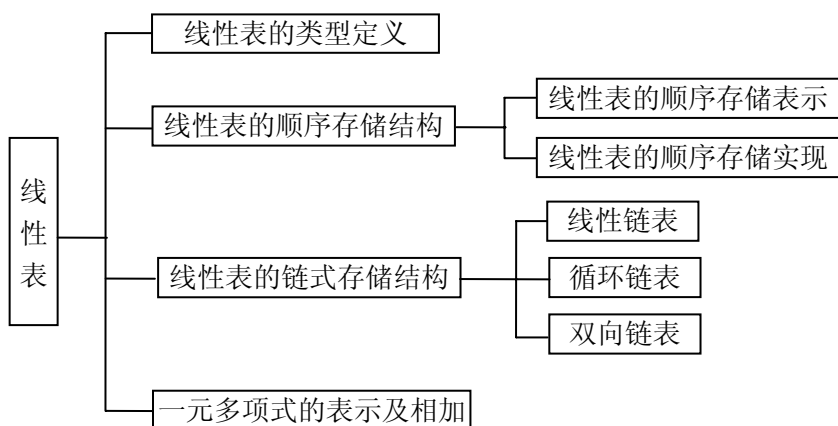 线性表
线性表的类型定义
线性表的顺序存储结构
线性表的顺序存储表示
线性表的顺序存储实现
线性表的链式存储结构
线性链表
循环链表
双向链表
一元多项式的表示及相加